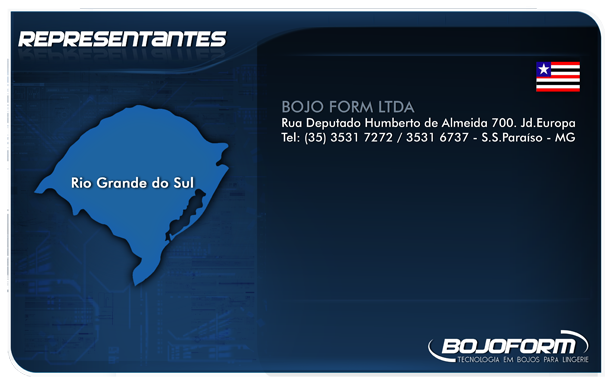 REPRESENTANTES
BOJO FORM LTDA
Rua Deputado Humberto de Almeida 700. Jd.Europa
Tel: (35) 3531 7272 / 3531 6737 - S.S.Paraíso - MG
Rio Grande do Sul
BOJOFORM
TECNOLOGIA EM BOJOS PARA LINGERIE